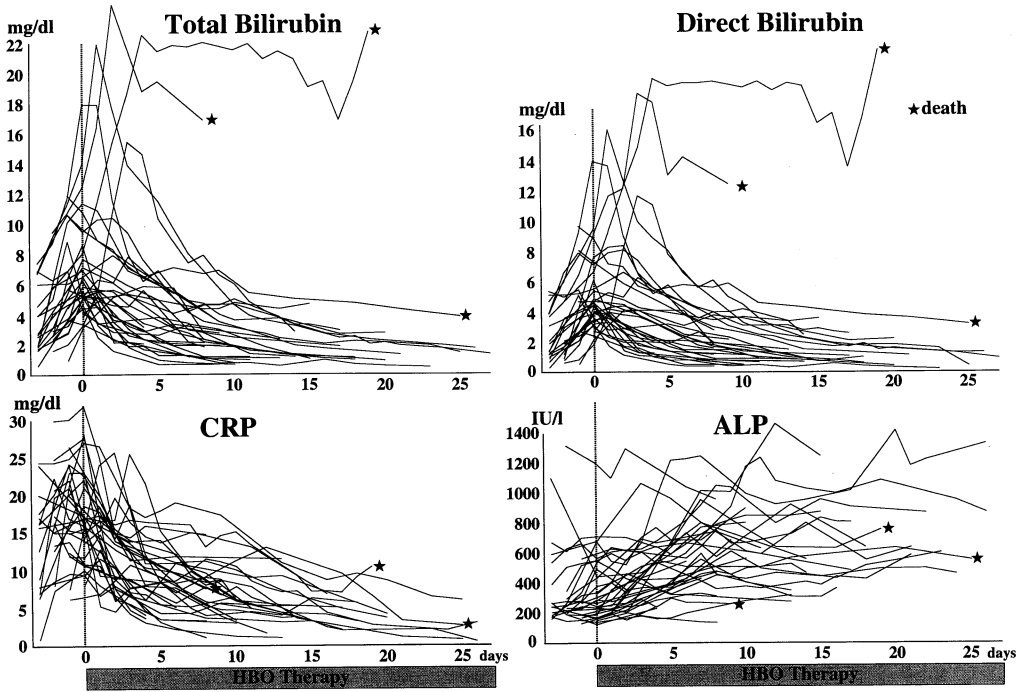 Total Bilirubin
mg/dl
22
20
18
16
14
12
10
8
6
4
2
0
0 5 10 15 20 25
Direct Bilirubin
mg/dl
★death
16
14
12
10
8
6
4
2
0
0 5 10 15 20 25
CRP
mg/dl
30
25
20
15
10
5
0
0 5 10 15 20 25 days
HBO Therapy
ALP
IU/l
1400
1200
1000
800
600
400
200
0
0 5 10 15 20 25 days
HBO Therapy